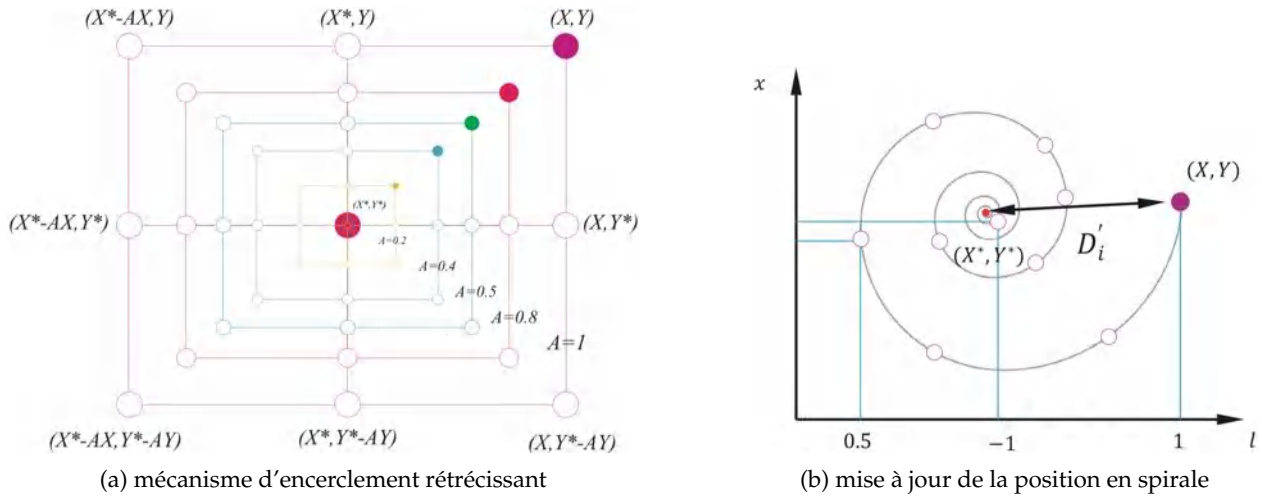 (X*-AX,Y) (X*,Y) (X,Y)
(X*-AX,Y*) (X*,Y*) (X,Y*)
A=0.2
A=0.4
A=0.5
A=0.8
A=1
(X*-AX,Y*-AY) (X*,Y*-AY) (X,Y*-AY)
(a) mécanisme d'encerclement rétrécissant
x
(X,Y)
(X*,Y*)
D'i
0.5 −1 1 l
(b) mise à jour de la position en spirale